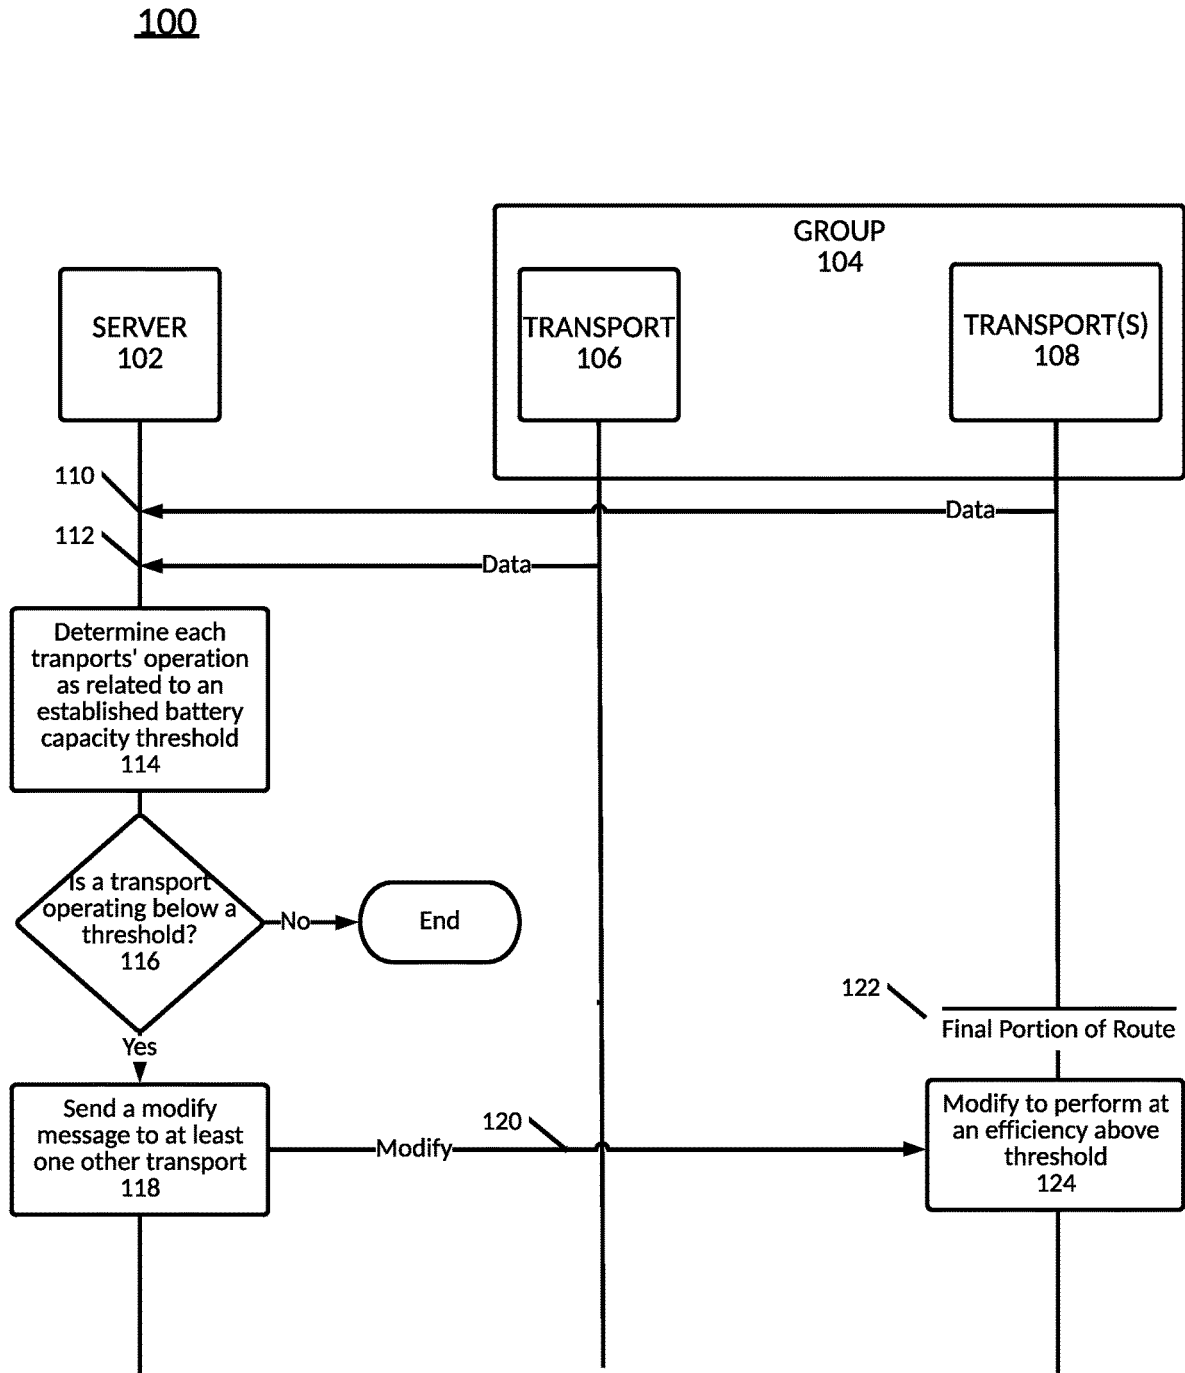 100
GROUP
104
SERVER
102
TRANSPORT
106
TRANSPORT(S)
108
110
Data
112
Data
Determine each
tranports' operation
as related to an
established battery
capacity threshold
114
Is a transport
operating below a
threshold?
116
No
End
Yes
122
Final Portion of Route
Send a modify
message to at least
one other transport
118
Modify
120
Modify to perform at
an efficiency above
threshold
124